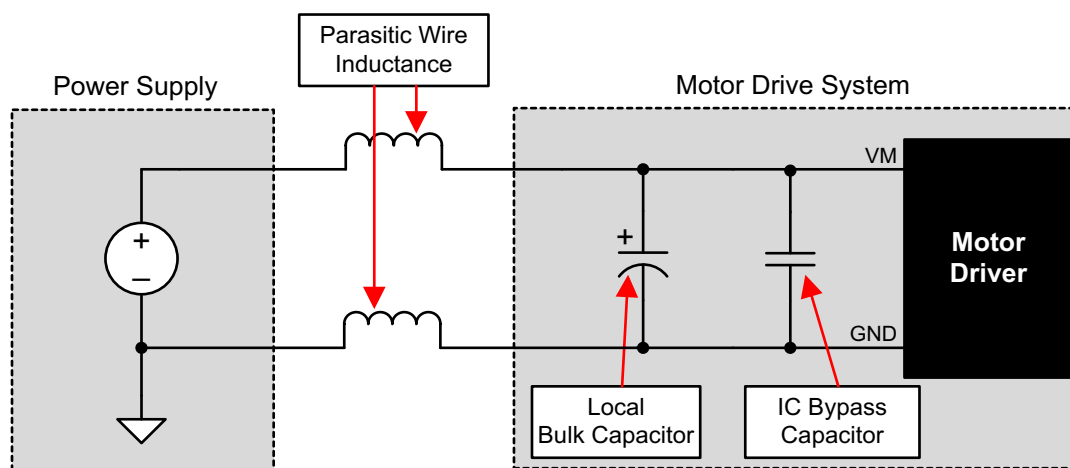 Parasitic Wire
Inductance
Power Supply
Motor Drive System
VM
+
–
+
Motor
Driver
GND
Local
Bulk Capacitor
IC Bypass
Capacitor